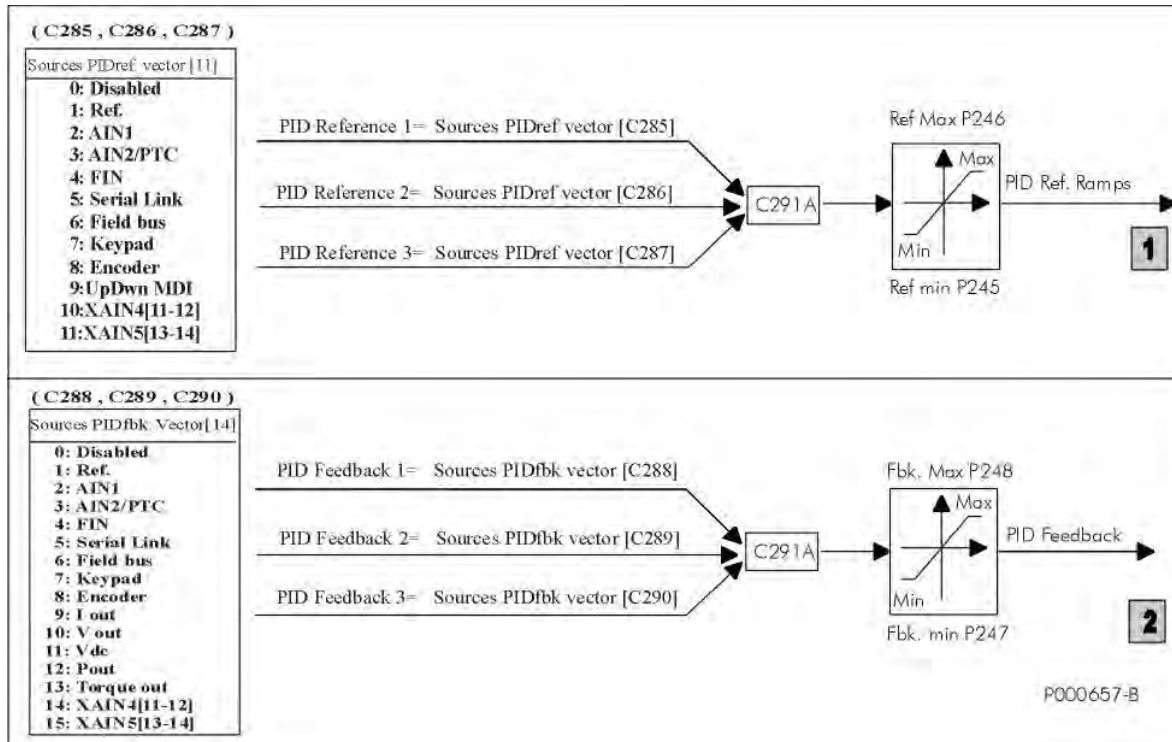 ( C285 , C286 , C287 )
Sources PIDref. vector [11]
0: Disabled
1: Ref.
2: AIN1
3: AIN2/PTC
4: FIN
5: Serial Link
6: Field bus
7: Keypad
8: Encoder
9:UpDwn MDI
10:XAIN4[11-12]
11:XAIN5[13-14]
PID Reference 1= Sources PIDref vector [C285]
PID Reference 2= Sources PIDref vector [C286]
PID Reference 3= Sources PIDref vector [C287]
C291A
Ref Max P246
Max
Min
Ref min P245
PID Ref. Ramps
1
( C288 , C289 , C290 )
Sources PIDfbk. Vector[14]
0: Disabled
1: Ref.
2: AIN1
3: AIN2/PTC
4: FIN
5: Serial Link
6: Field bus
7: Keypad
8: Encoder
9: I out
10: V out
11: Vdc
12: Pout
13: Torque out
14: XAIN4[11-12]
15: XAIN5[13-14]
PID Feedback 1= Sources PIDfbk vector [C288]
PID Feedback 2= Sources PIDfbk vector [C289]
PID Feedback 3= Sources PIDfbk vector [C290]
C291A
Fbk. Max P248
Max
Min
Fbk. min P247
PID Feedback
2
P000657-B